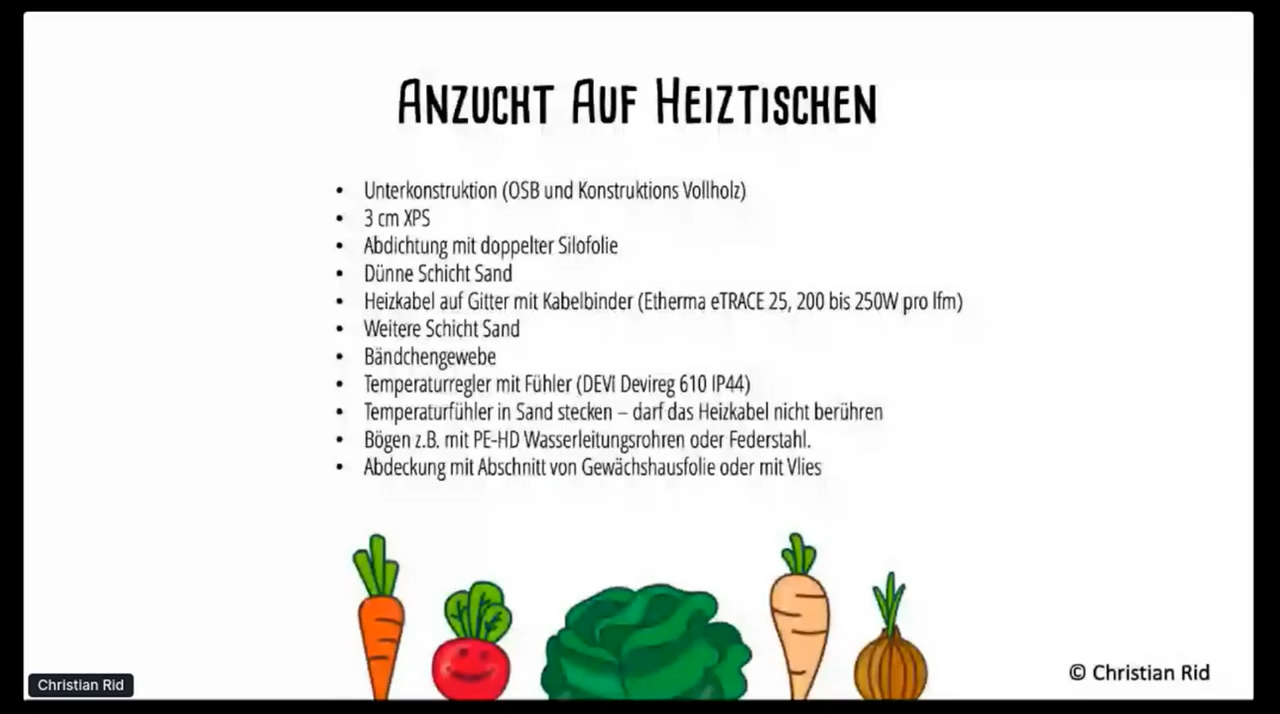 Anzucht Auf Heiztischen
• Unterkonstruktion (OSB und Konstruktions Vollholz)
• 3 cm XPS
• Abdichtung mit doppelter Silofolie
• Dünne Schicht Sand
• Heizkabel auf Gitter mit Kabelbinder (Etherma eTRACE 25, 200 bis 250W pro lfm)
• Weitere Schicht Sand
• Bändchengewebe
• Temperaturregler mit Fühler (DEVI Devireg 610 IP44)
• Temperaturfühler in Sand stecken – darf das Heizkabel nicht berühren
• Bögen z.B. mit PE-HD Wasserleitungsrohren oder Federstahl.
• Abdeckung mit Abschnitt von Gewächshausfolie oder mit Vlies
© Christian Rid
Christian Rid